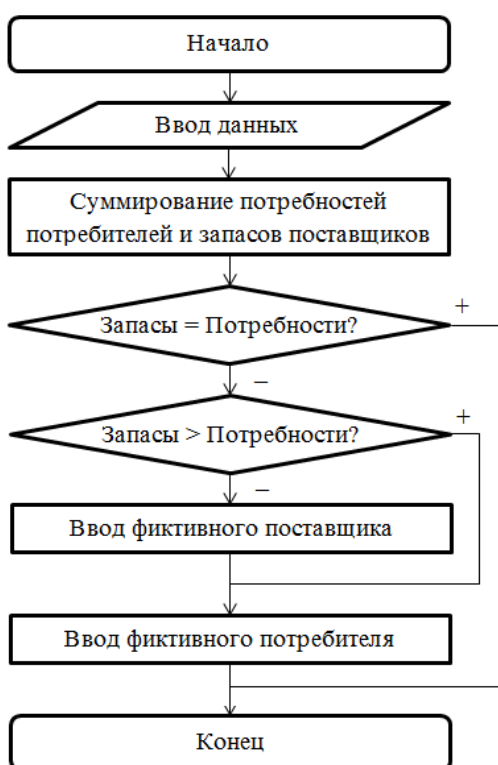 Начало
Ввод данных
Суммирование потребностей
потребителей и запасов поставщиков
Запасы = Потребности?
+
–
Запасы > Потребности?
+
–
Ввод фиктивного поставщика
Ввод фиктивного потребителя
Конец